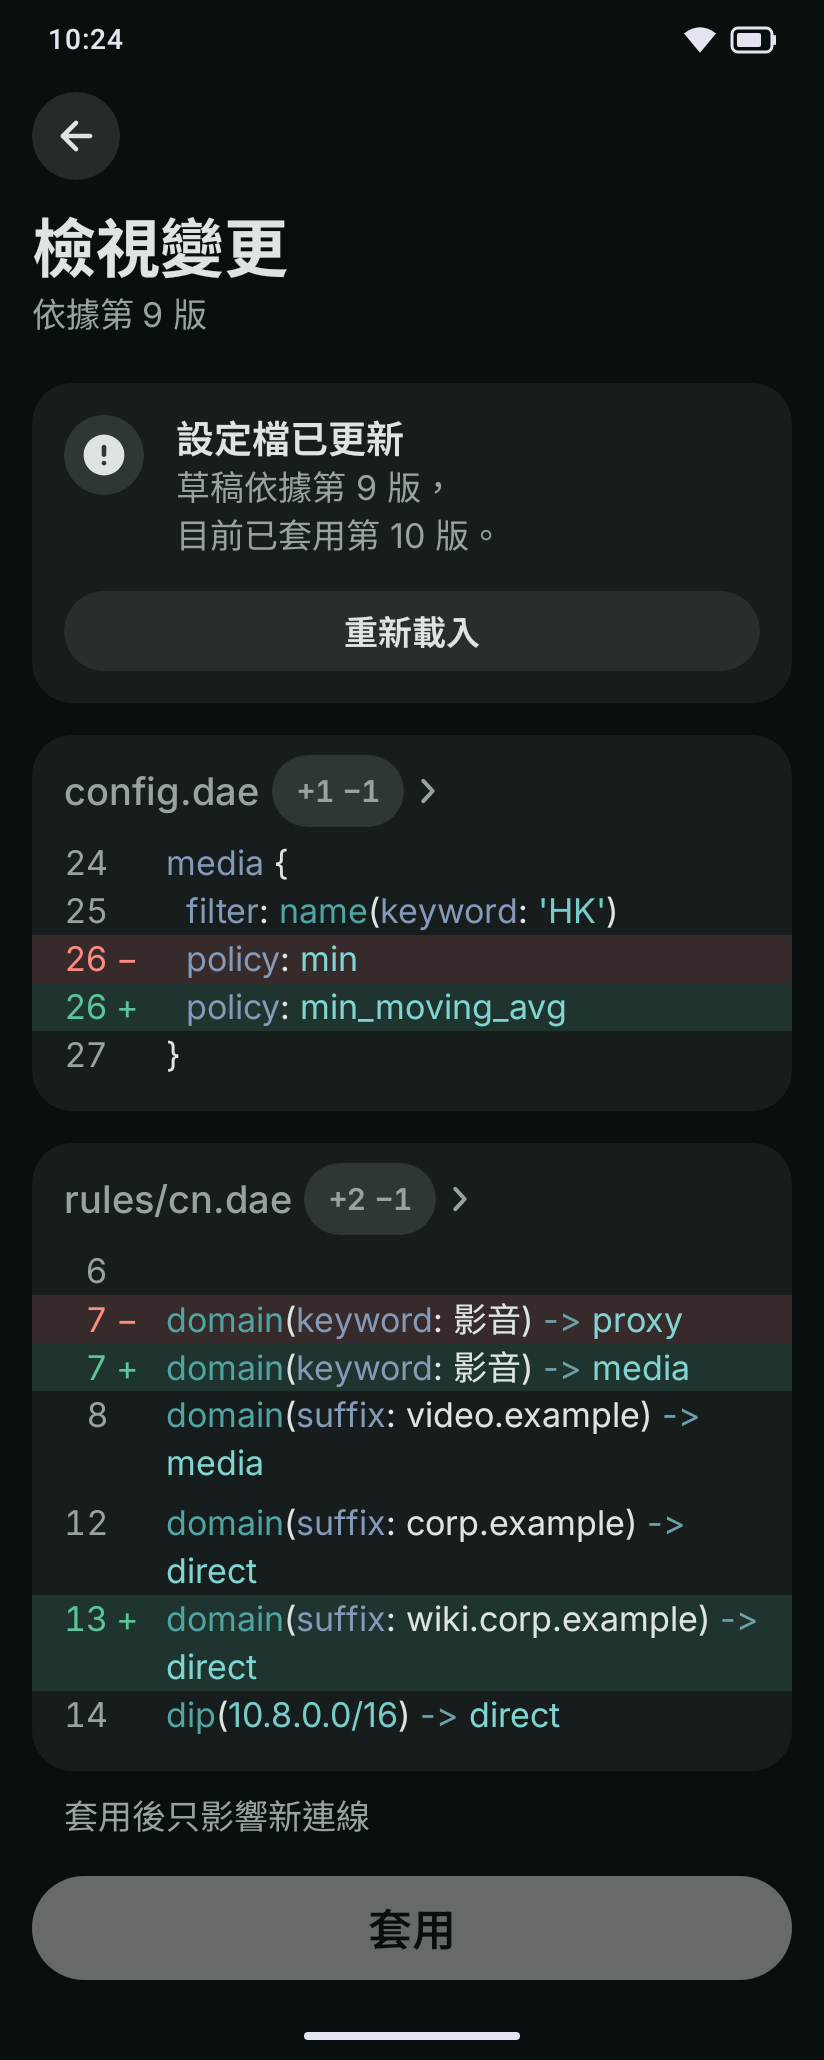 10:24
檢視變更
依據第 9 版
設定檔已更新
草稿依據第 9 版，
目前已套用第 10 版。
重新載入
config.dae +1 −1
24 media {
25 filter: name(keyword: 'HK')
26 − policy: min
26 + policy: min_moving_avg
27 }
rules/cn.dae +2 −1
6
7 − domain(keyword: 影音) -> proxy
7 + domain(keyword: 影音) -> media
8 domain(suffix: video.example) ->
media
12 domain(suffix: corp.example) ->
direct
13 + domain(suffix: wiki.corp.example) ->
direct
14 dip(10.8.0.0/16) -> direct
套用後只影響新連線
套用